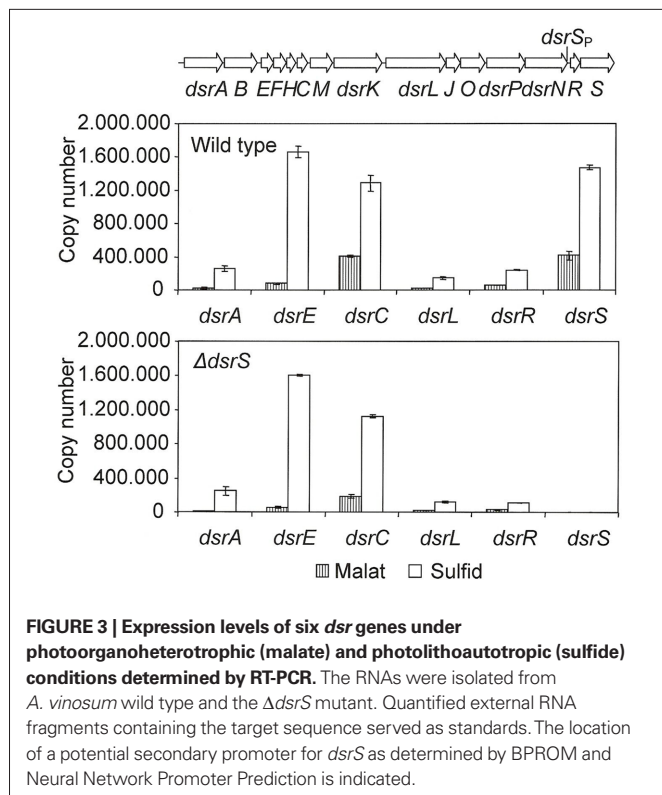 dsrSP
dsrA B EFHCM dsrK dsrL J O dsrP dsrN R S
2.000.000
Wild type
1.600.000
1.200.000
800.000
400.000
0
Copy number
dsrA dsrE dsrC dsrL dsrR dsrS
2.000.000
ΔdsrS
1.600.000
1.200.000
800.000
400.000
0
Copy number
dsrA dsrE dsrC dsrL dsrR dsrS
Malat Sulfid
FIGURE 3 | Expression levels of six dsr genes under
photoorganoheterotrophic (malate) and photolithoautotropic (sulfide)
conditions determined by RT-PCR. The RNAs were isolated from
A. vinosum wild type and the ΔdsrS mutant. Quantified external RNA
fragments containing the target sequence served as standards. The location
of a potential secondary promoter for dsrS as determined by BPROM and
Neural Network Promoter Prediction is indicated.